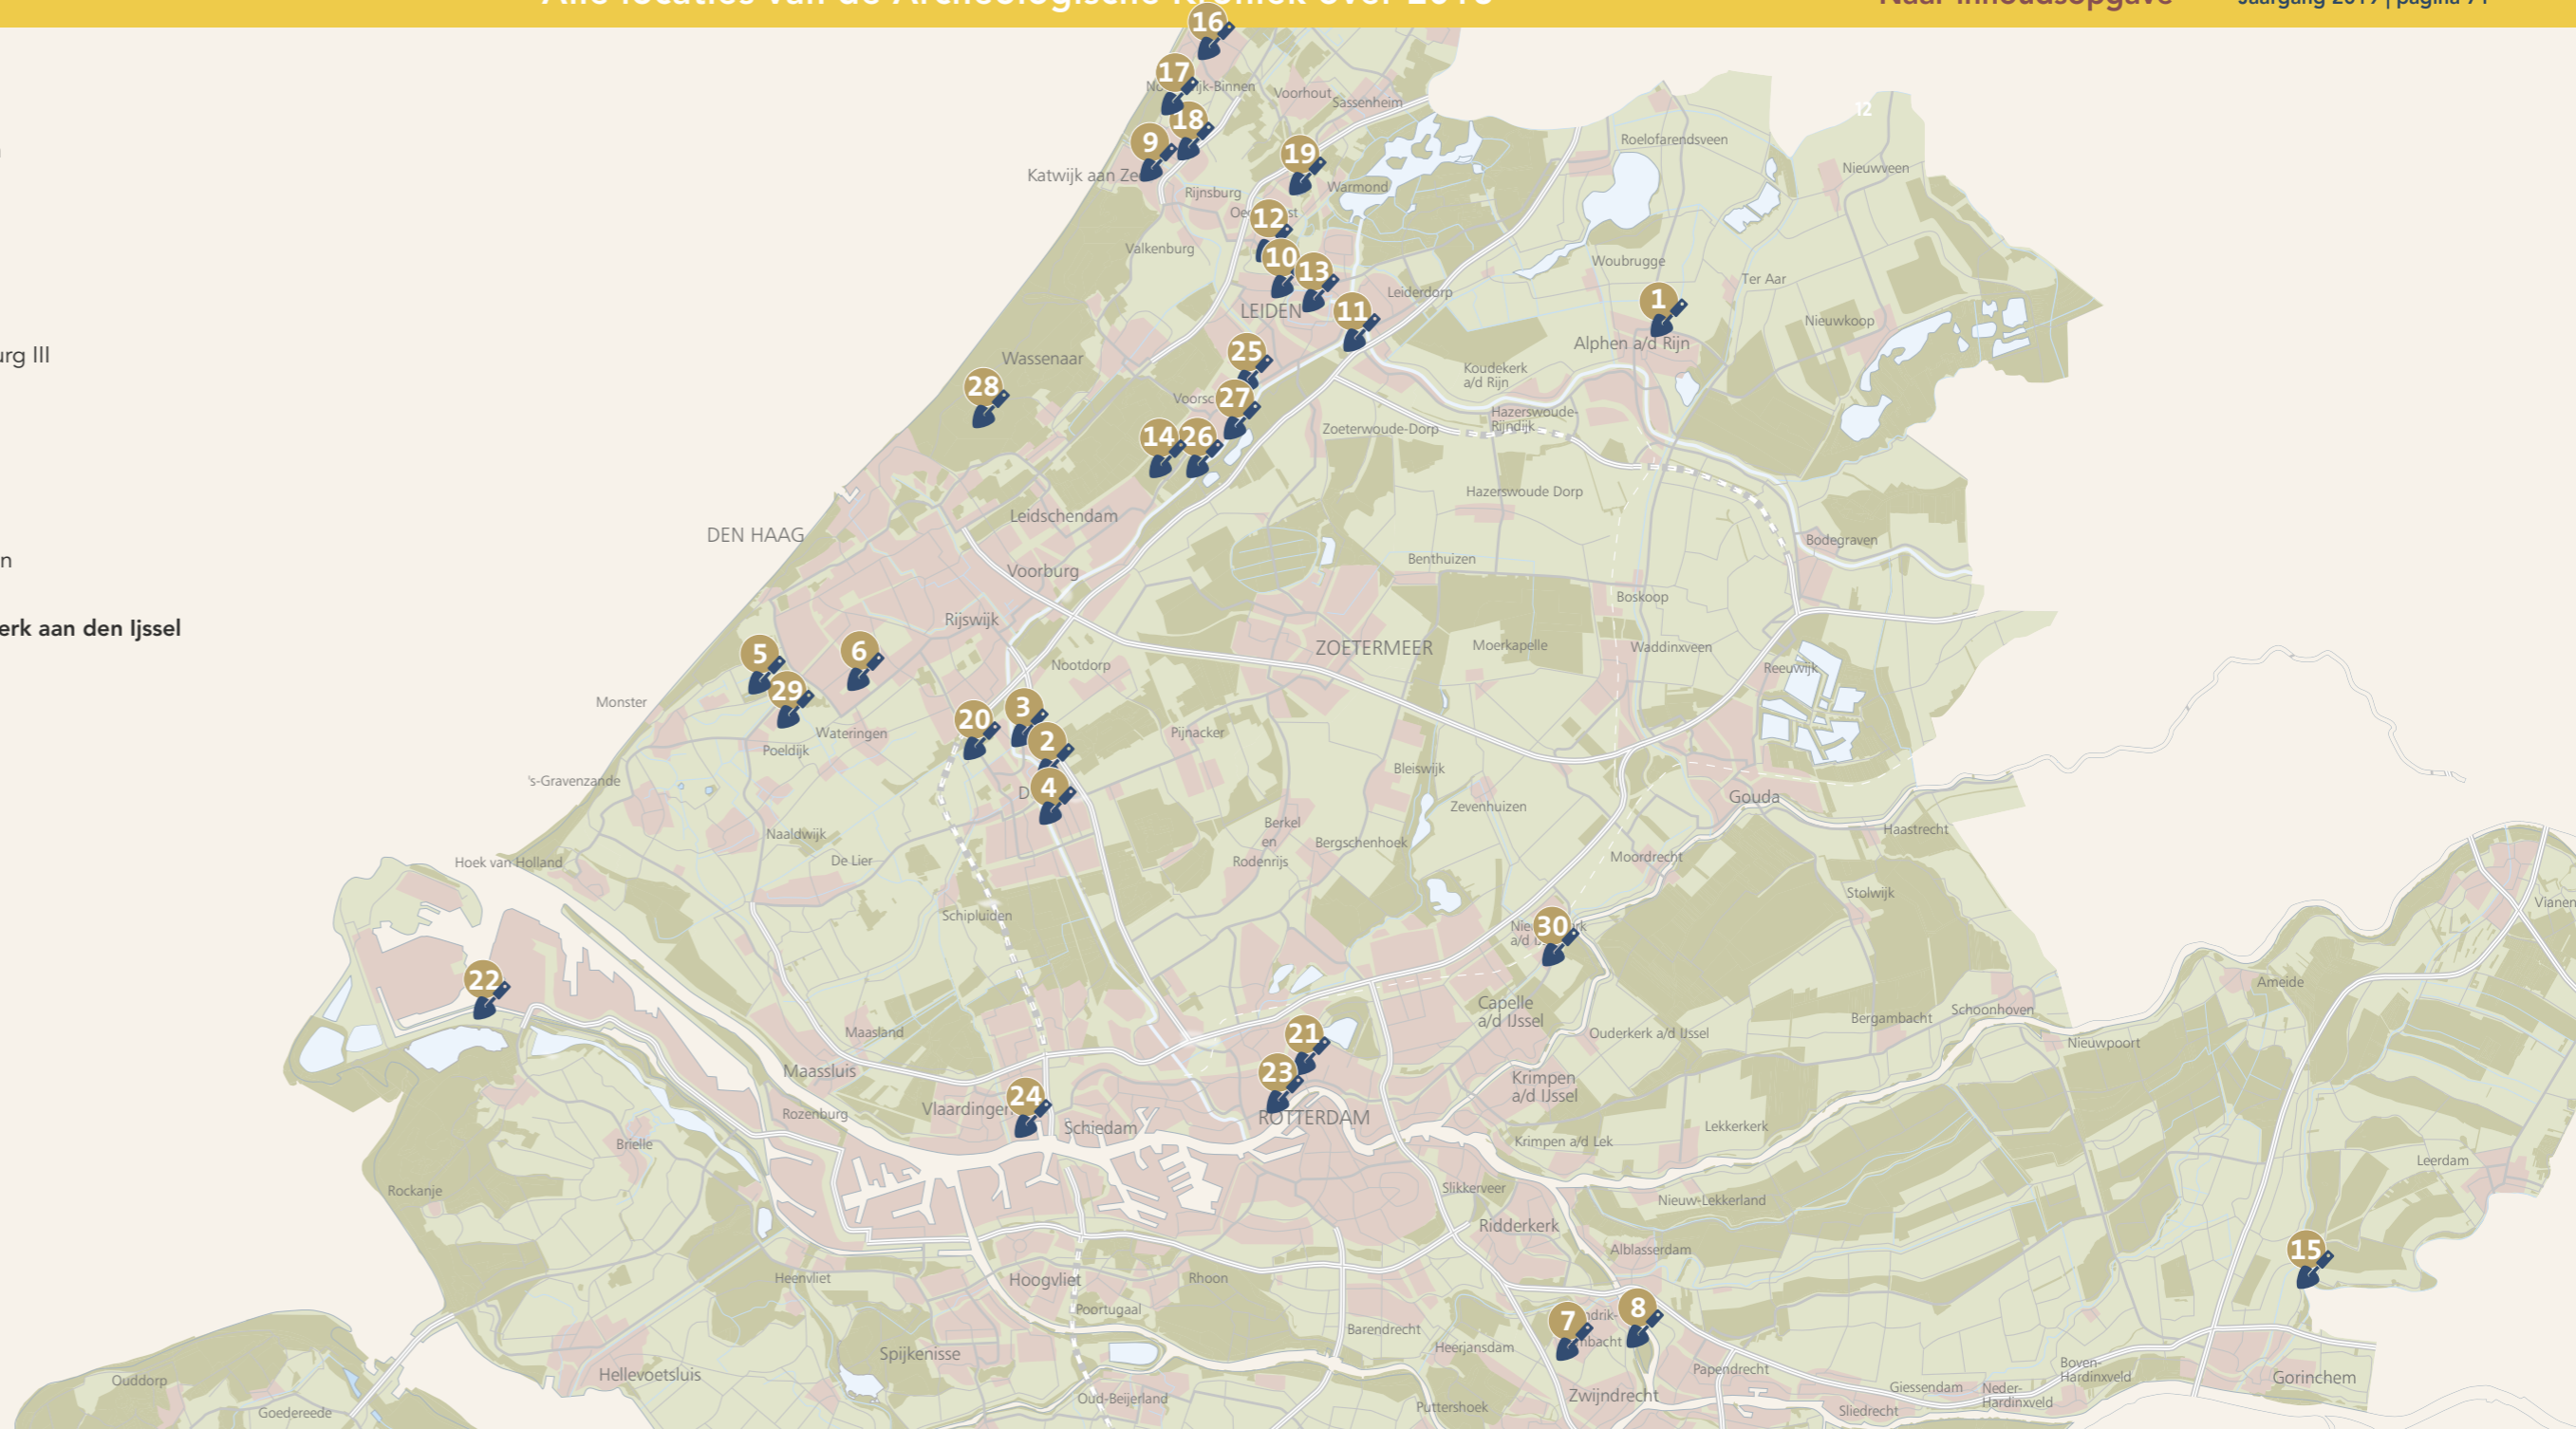 16
17
Voorhout
Sassenheim
12
18
Roelofarendsveen
9
19
Nieuwveen
Katwijk aan Zee
Rijnsburg
Warmond
12
Valkenburg
10
13
Woubrugge
Ter Aar
LEIDEN
11
Leiderdorp
1
Nieuwkoop
Alphen a/d Rijn
urg III
Wassenaar
25
Koudekerk
a/d Rijn
28
27
Hazerswoude-
Rijndijk
14
26
Zoeterwoude-Dorp
Hazerswoude Dorp
DEN HAAG
Leidschendam
Bodegraven
n
Voorburg
Benthuizen
Boskoop
erk aan den Ijssel
Rijswijk
ZOETERMEER
Moerkapelle
Waddinxveen
5
6
Nootdorp
Reeuwijk
29
Monster
20
3
2
Wateringen
Pijnacker
Poeldijk
's-Gravenzande
4
Bleiswijk
Zevenhuizen
Gouda
Naaldwijk
Berkel
en
Rodenrijs
Bergschenhoek
Haastrecht
Hoek van Holland
De Lier
Moordrecht
Stolwijk
Vianen
Schipluiden
30
22
Ameide
Capelle
a/d IJssel
Schoonhoven
Bergambacht
Maasland
21
Ouderkerk a/d IJssel
Nieuwpoort
Maassluis
23
Krimpen
a/d IJssel
Rozenburg
Vlaardingen
24
Schiedam
ROTTERDAM
Lekkerkerk
Brielle
Krimpen a/d Lek
Leerdam
Rockanje
Slikkerveer
Nieuw-Lekkerland
Ridderkerk
Alblasserdam
15
Heenvliet
Hoogvliet
Rhoon
Poortugaal
7
8
Barendrecht
Heerjansdam
Spijkenisse
Papendrecht
Boven-
Hardinxveld
Hellevoetsluis
Gorinchem
Ouddorp
Oud-Beijerland
Zwijndrecht
Giessendam
Neder-
Hardinxveld
Goedereede
Puttershoek
Sliedrecht